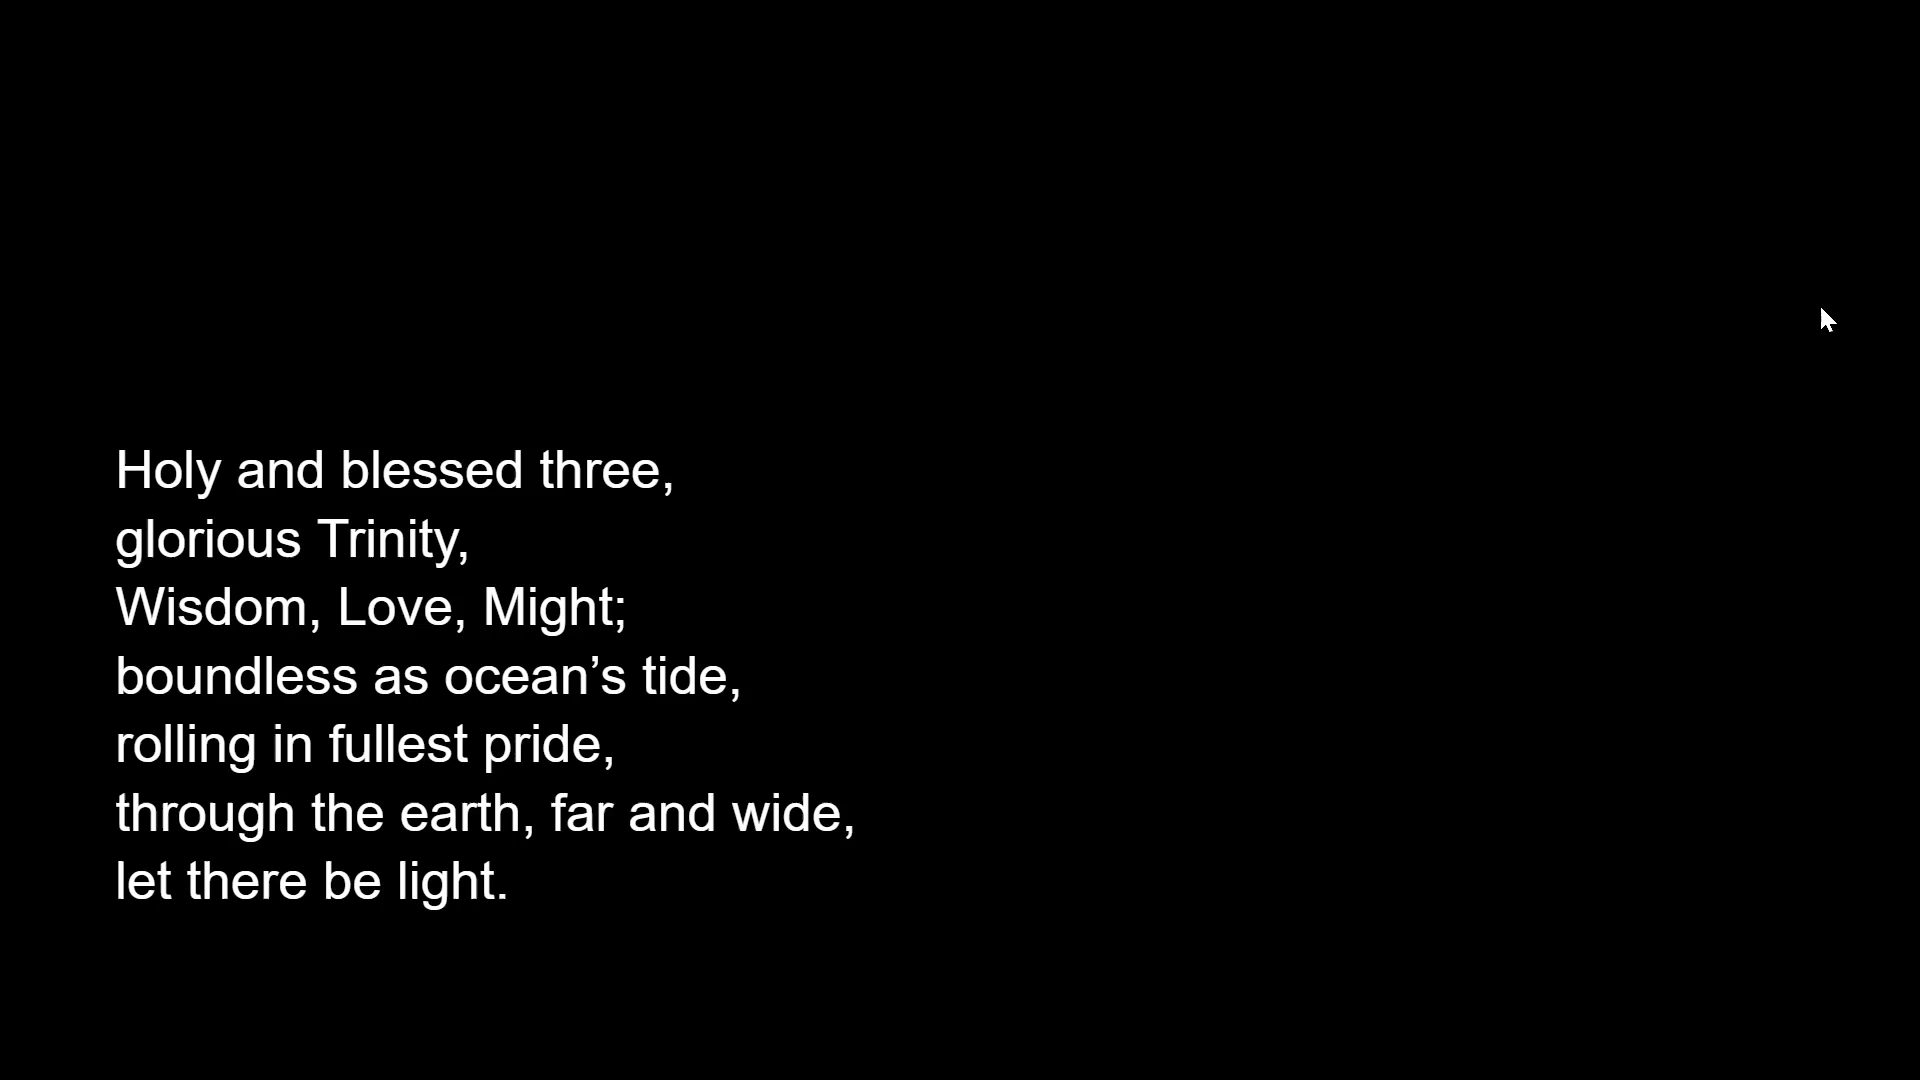 Holy and blessed three,
glorious Trinity,
Wisdom, Love, Might;
boundless as ocean’s tide,
rolling in fullest pride,
through the earth, far and wide,
let there be light.